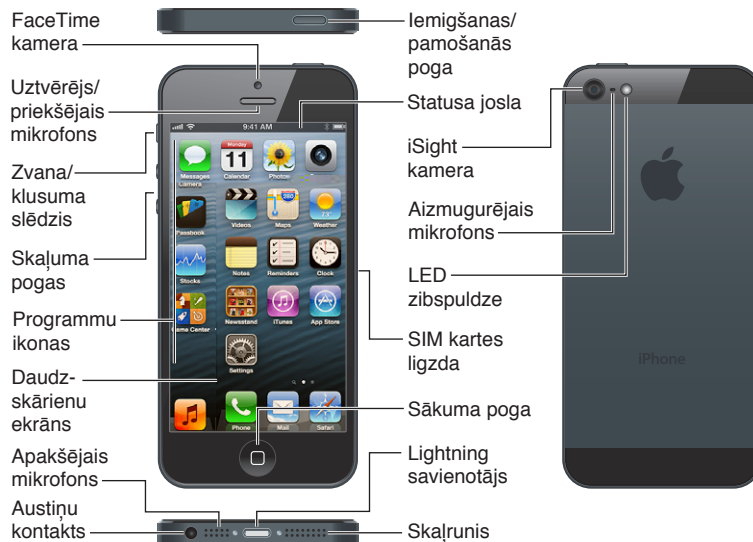 FaceTime
kamera
Iemigšanas/
pamošanās
poga
Uztvērējs/
priekšējais
mikrofons
Statusa josla
iSight
kamera
Zvana/
klusuma
slēdzis
Aizmugurējais
mikrofons
Skaļuma
pogas
LED
zibspuldze
Programmu
ikonas
SIM kartes
ligzda
Daudz-
skārienu
ekrāns
Sākuma poga
Apakšējais
mikrofons
Lightning
savienotājs
Austiņu
kontakts
Skaļrunis
9:41 AM
Monday
11
280
73°
Messages
Calendar
Photos
Camera
Passbook
Videos
Maps
Weather
Stocks
Notes
Reminders
Clock
Game Center
Newsstand
iTunes
App Store
Settings
Phone
Mail
Safari
iPhone